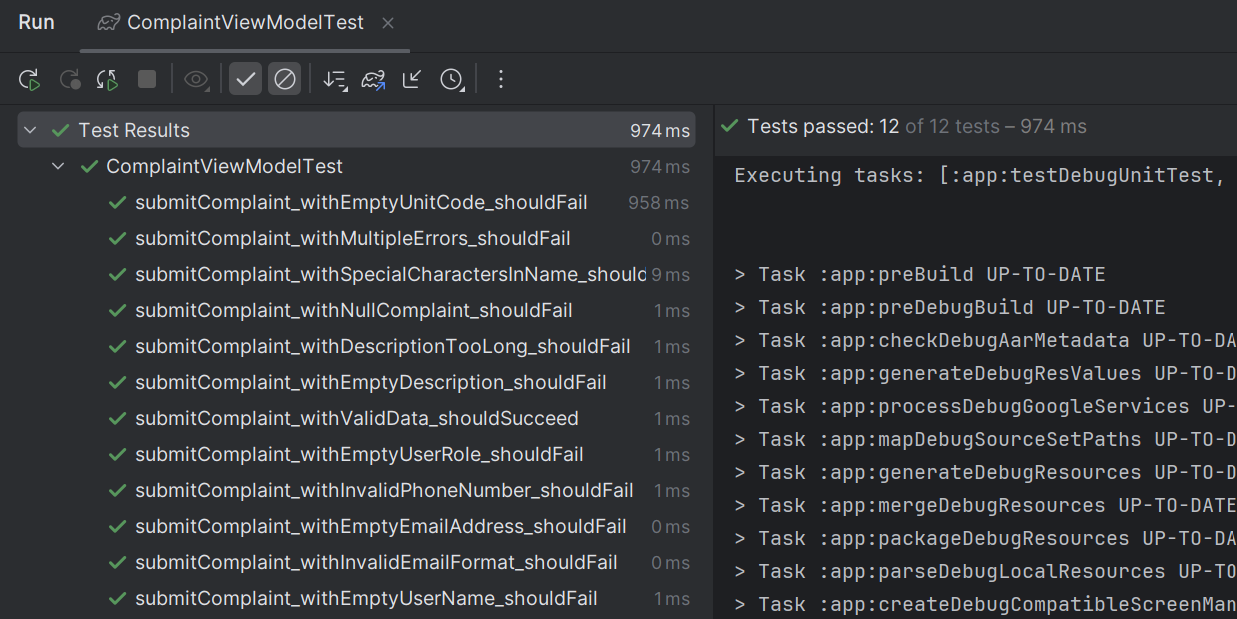 Run ComplaintViewModelTest
Test Results 974 ms
ComplaintViewModelTest 974 ms
submitComplaint_withEmptyUnitCode_shouldFail 958 ms
submitComplaint_withMultipleErrors_shouldFail 0 ms
submitComplaint_withSpecialCharactersInName_should 9 ms
submitComplaint_withNullComplaint_shouldFail 1 ms
submitComplaint_withDescriptionTooLong_shouldFail 1 ms
submitComplaint_withEmptyDescription_shouldFail 1 ms
submitComplaint_withValidData_shouldSucceed 1 ms
submitComplaint_withEmptyUserRole_shouldFail 1 ms
submitComplaint_withInvalidPhoneNumber_shouldFail 1 ms
submitComplaint_withEmptyEmailAddress_shouldFail 0 ms
submitComplaint_withInvalidEmailFormat_shouldFail 0 ms
submitComplaint_withEmptyUserName_shouldFail 1 ms
Tests passed: 12 of 12 tests – 974 ms
Executing tasks: [:app:testDebugUnitTest,
> Task :app:preBuild UP-TO-DATE
> Task :app:preDebugBuild UP-TO-DATE
> Task :app:checkDebugAarMetadata UP-TO-DA
> Task :app:generateDebugResValues UP-TO-D
> Task :app:processDebugGoogleServices UP-
> Task :app:mapDebugSourceSetPaths UP-TO-D
> Task :app:generateDebugResources UP-TO-D
> Task :app:mergeDebugResources UP-TO-DATE
> Task :app:packageDebugResources UP-TO-DA
> Task :app:parseDebugLocalResources UP-TO
> Task :app:createDebugCompatibleScreenMan